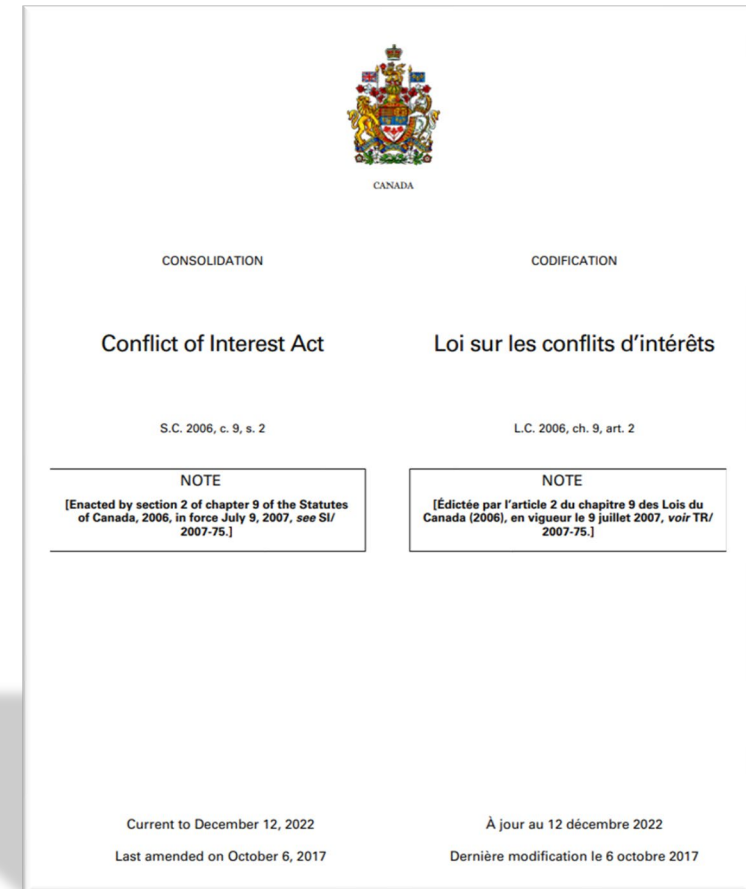 CANADA
CONSOLIDATION
Conflict of Interest Act
S.C. 2006, c. 9, s. 2
NOTE
[Enacted by section 2 of chapter 9 of the Statutes
of Canada, 2006, in force July 9, 2007, see SI/
2007-75.]
Current to December 12, 2022
Last amended on October 6, 2017
CODIFICATION
Loi sur les conflits d'intérêts
L.C. 2006, ch. 9, art. 2
NOTE
[Édictée par l'article 2 du chapitre 9 des Lois du
Canada (2006), en vigueur le 9 juillet 2007, voir TR/
2007-75.]
À jour au 12 décembre 2022
Dernière modification le 6 octobre 2017